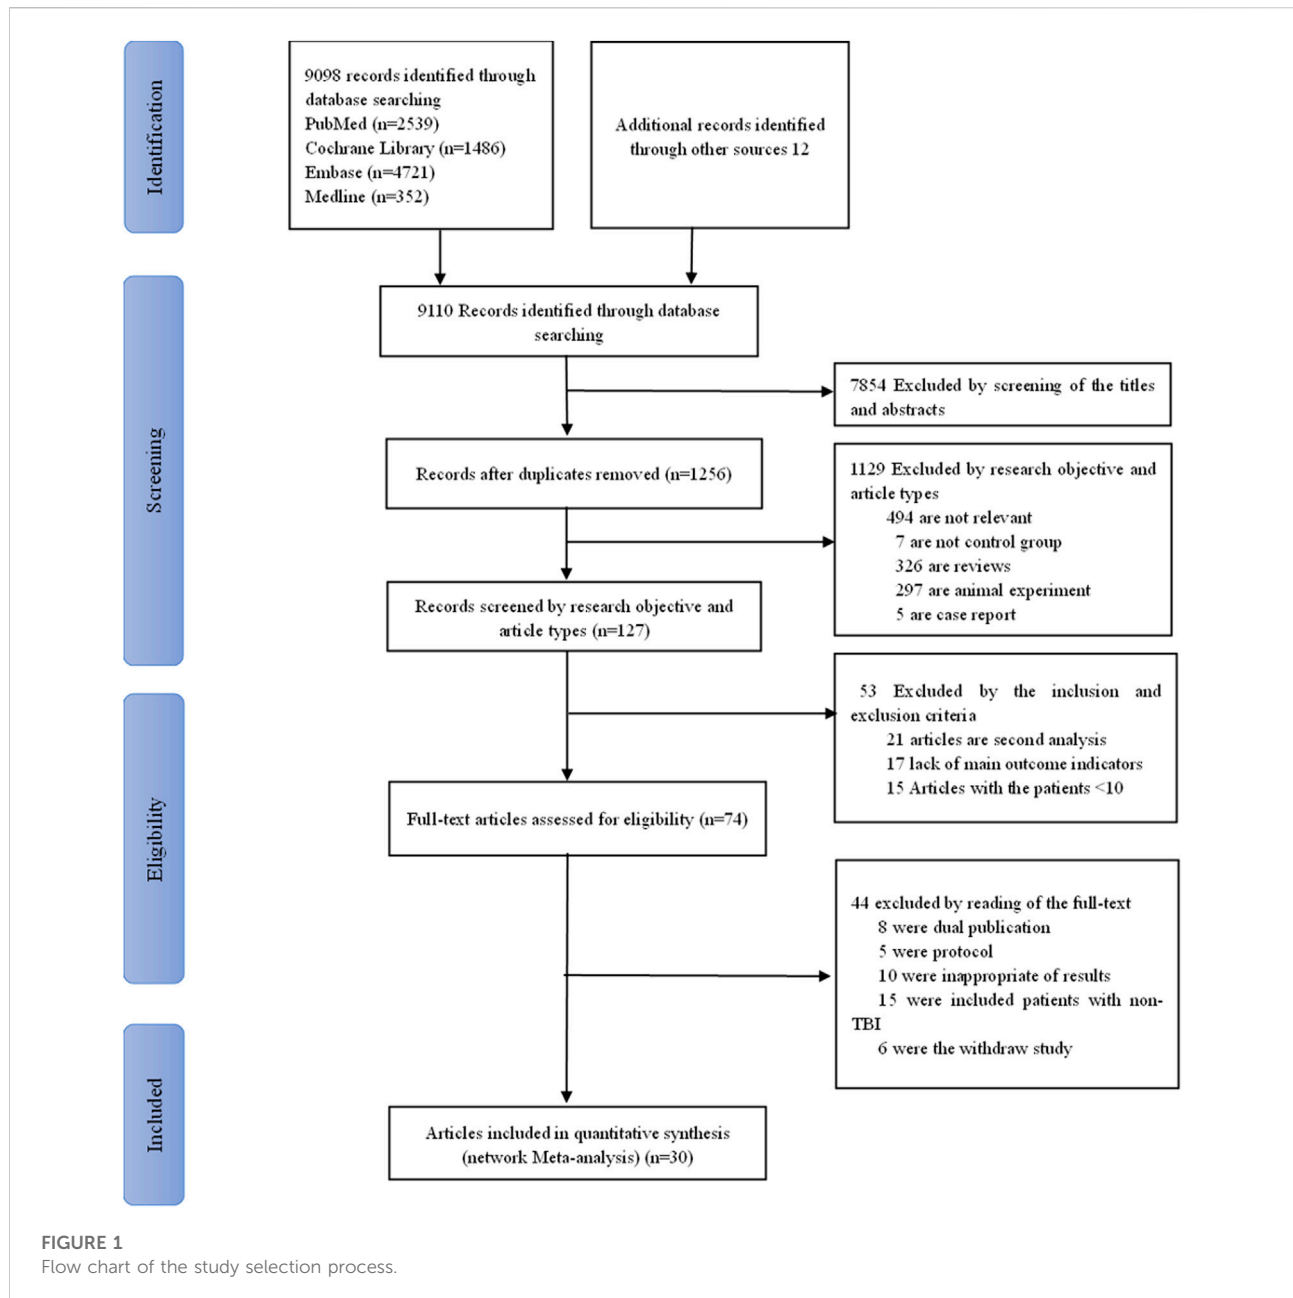 Identification
9098 records identified through
database searching
PubMed (n=2539)
Cochrane Library (n=1486)
Embase (n=4721)
Medline (n=352)
Additional records identified
through other sources 12
Screening
9110 Records identified through database
searching
7854 Excluded by screening of the titles
and abstracts
Records after duplicates removed (n=1256)
1129 Excluded by research objective and
article types
494 are not relevant
7 are not control group
326 are reviews
297 are animal experiment
5 are case report
Records screened by research objective and
article types (n=127)
Eligibility
53 Excluded by the inclusion and
exclusion criteria
21 articles are second analysis
17 lack of main outcome indicators
15 Articles with the patients <10
Full-text articles assessed for eligibility (n=74)
44 excluded by reading of the full-text
8 were dual publication
5 were protocol
10 were inappropriate of results
15 were included patients with non-
TBI
6 were the withdraw study
Included
Articles included in quantitative synthesis
(network Meta-analysis) (n=30)
FIGURE 1
Flow chart of the study selection process.